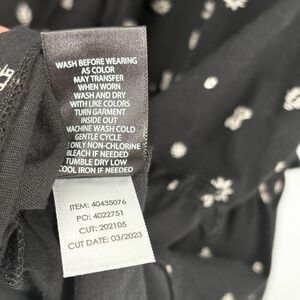 WASH BEFORE WEARING
AS COLOR
MAY TRANSFER
WHEN WORN
WASH AND DRY
WITH LIKE COLORS
TURN GARMENT
INSIDE OUT
MACHINE WASH COLD
GENTLE CYCLE
ONLY NON-CHLORINE
BLEACH IF NEEDED
TUMBLE DRY LOW
COOL IRON IF NEEDED
ITEM: 40435076
PO: 4022751
CUT: 202105
CUT DATE: 03/2023